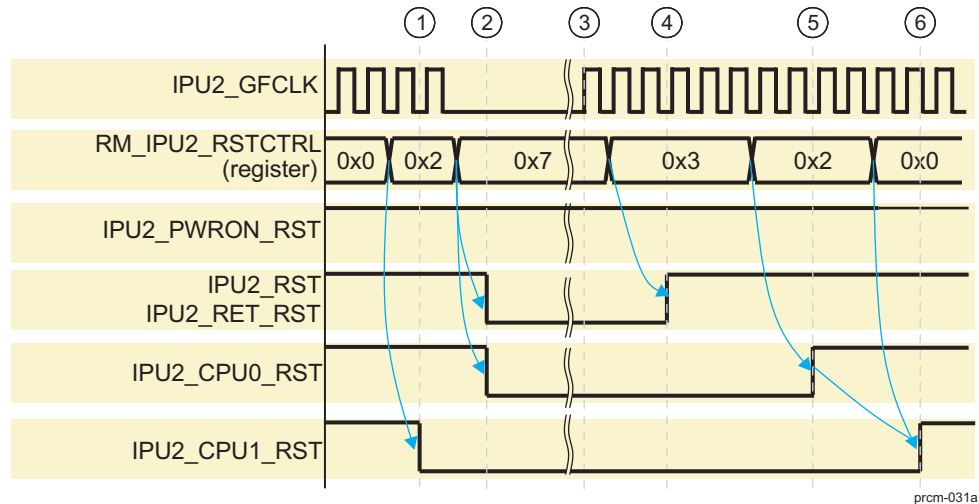 1 2 3 4 5 6
IPU2_GFCLK
RM_IPU2_RSTCTRL
(register)
0x0 0x2 0x7 0x3 0x2 0x0
IPU2_PWRON_RST
IPU2_RST
IPU2_RET_RST
IPU2_CPU0_RST
IPU2_CPU1_RST
prcm-031a